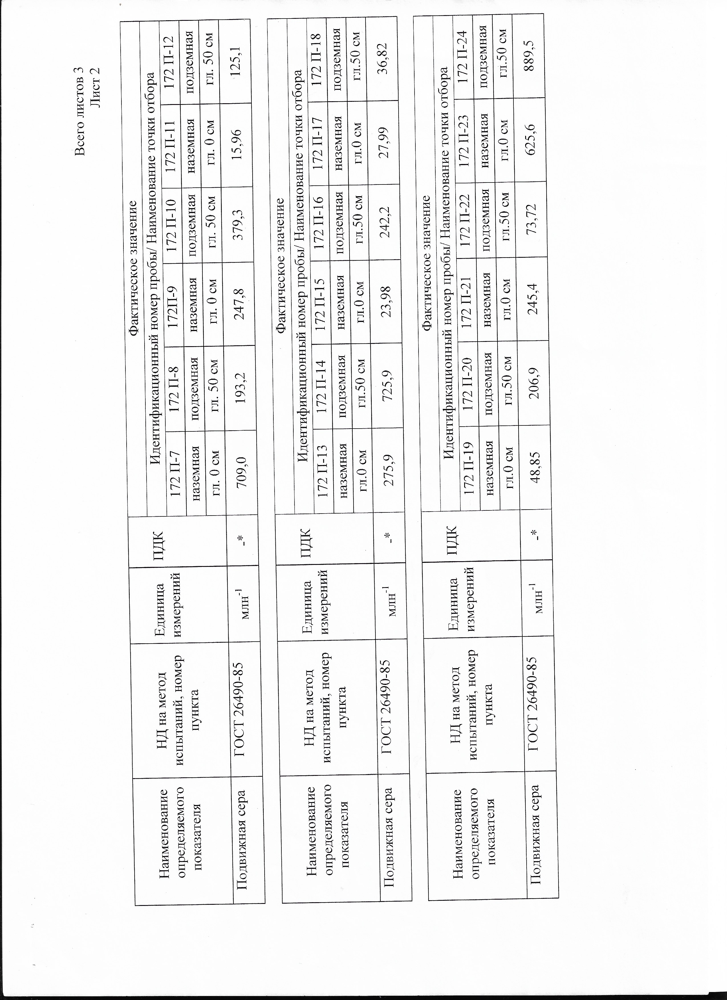 Всего листов 3
Лист 2
Наименование определяемого показателя | НД на метод испытаний, номер пункта | Единица измерений | ПДК | Фактическое значение
Идентификационный номер пробы/ Наименование точки отбора
172 П-7 | 172 П-8 | 172П-9 | 172 П-10 | 172 П-11 | 172 П-12
наземная | подземная | наземная | подземная | наземная | подземная
гл. 0 см | гл. 50 см | гл. 0 см | гл. 50 см | гл. 0 см | гл. 50 см
Подвижная сера | ГОСТ 26490-85 | млн⁻¹ | -* | 709,0 | 193,2 | 247,8 | 379,3 | 15,96 | 125,1
Наименование определяемого показателя | НД на метод испытаний, номер пункта | Единица измерений | ПДК | Фактическое значение
Идентификационный номер пробы/ Наименование точки отбора
172 П-13 | 172 П-14 | 172 П-15 | 172 П-16 | 172 П-17 | 172 П-18
наземная | подземная | наземная | подземная | наземная | подземная
гл.0 см | гл.50 см | гл.0 см | гл.50 см | гл.0 см | гл.50 см
Подвижная сера | ГОСТ 26490-85 | млн⁻¹ | -* | 275,9 | 725,9 | 23,98 | 242,2 | 27,99 | 36,82
Наименование определяемого показателя | НД на метод испытаний, номер пункта | Единица измерений | ПДК | Фактическое значение
Идентификационный номер пробы/ Наименование точки отбора
172 П-19 | 172 П-20 | 172 П-21 | 172 П-22 | 172 П-23 | 172 П-24
наземная | подземная | наземная | подземная | наземная | подземная
гл.0 см | гл.50 см | гл.0 см | гл.50 см | гл.0 см | гл.50 см
Подвижная сера | ГОСТ 26490-85 | млн⁻¹ | -* | 48,85 | 206,9 | 245,4 | 73,72 | 625,6 | 889,5